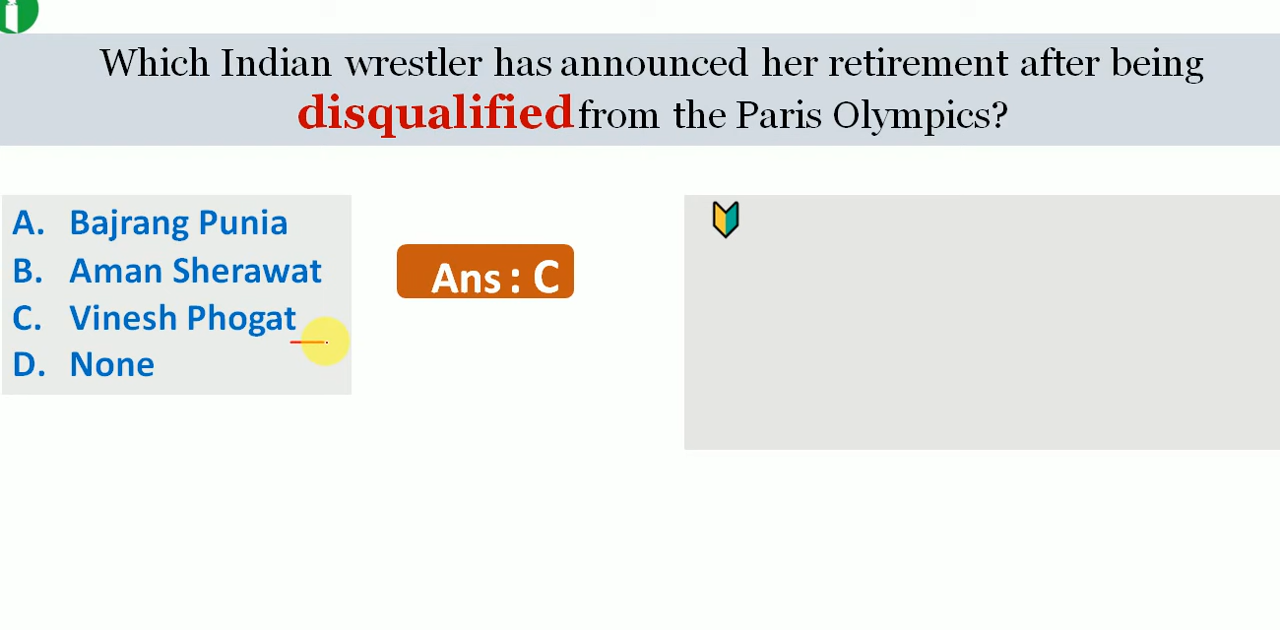 Which Indian wrestler has announced her retirement after being
disqualified from the Paris Olympics?
A. Bajrang Punia
B. Aman Sherawat
C. Vinesh Phogat
D. None
Ans : C